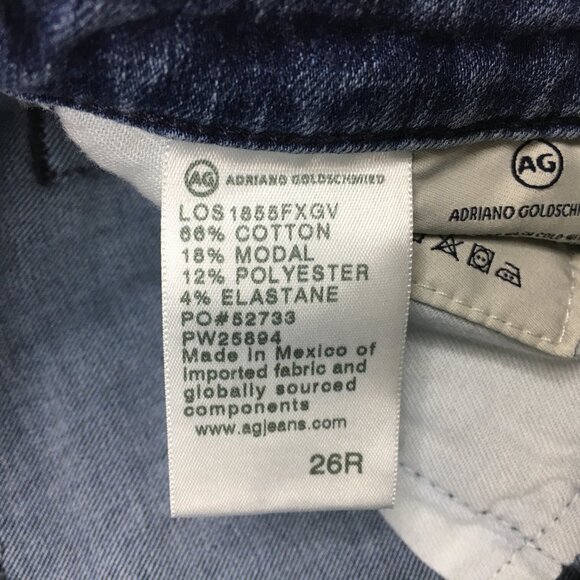 AG ADRIANO GOLDSCHMIED
LOS1855FXGV
66% COTTON
18% MODAL
12% POLYESTER
4% ELASTANE
PO#52733
PW25894
Made in Mexico of
imported fabric and
globally sourced
components
www.agjeans.com
26R
AG
ADRIANO GOLDSCHM
COLD